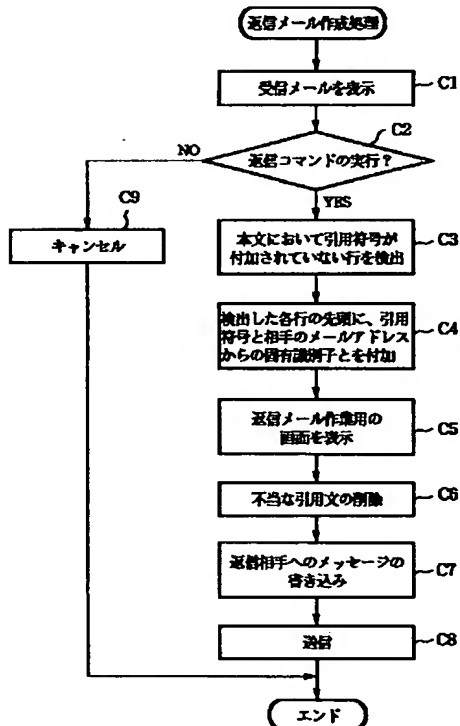 返信メール作成処理
受信メールを表示
C1
C2
返信コマンドの実行？
NO
YES
C9
キャンセル
本文において引用符号が
付加されていない行を検出
C3
検出した各行の先頭に、引用
符号と相手のメールアドレス
からの固有識別子とを付加
C4
返信メール作業用の
画面を表示
C5
不当な引用文の削除
C6
返信相手へのメッセージの
書き込み
C7
送信
C8
エンド